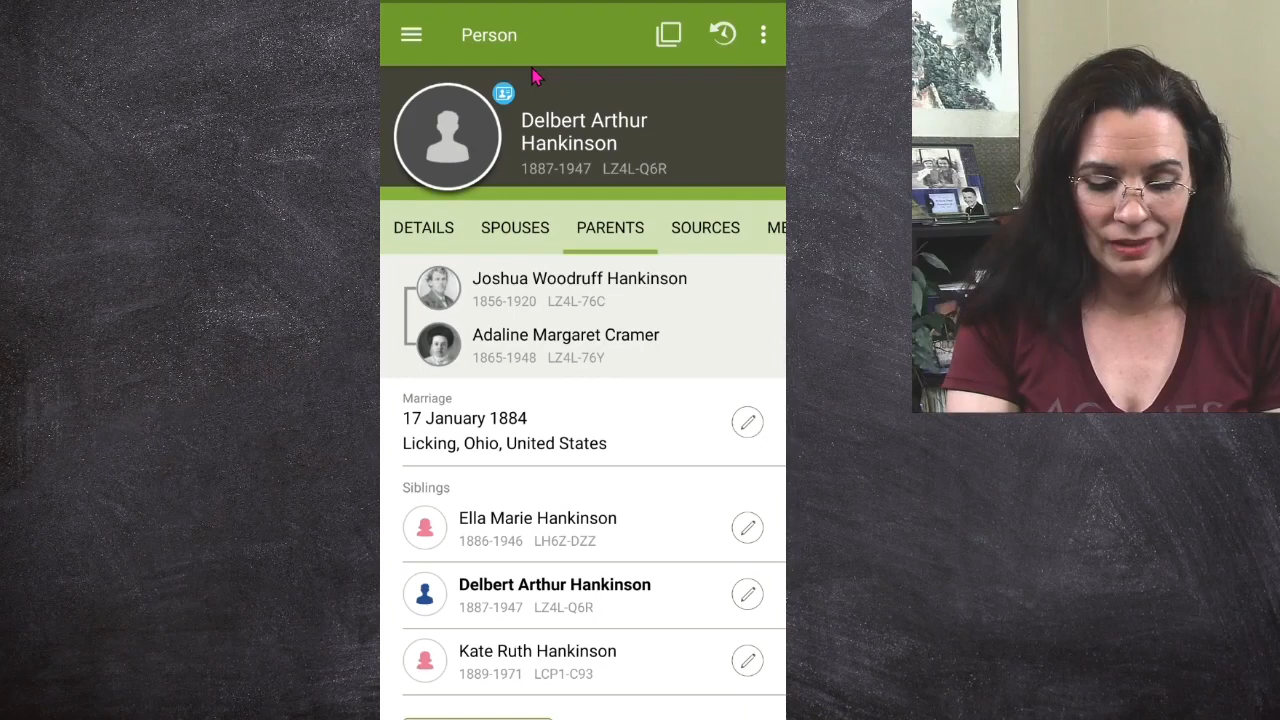 Person
Delbert Arthur
Hankinson
1887-1947 LZ4L-Q6R
DETAILS SPOUSES PARENTS SOURCES ME
Joshua Woodruff Hankinson
1856-1920 LZ4L-76C
Adaline Margaret Cramer
1865-1948 LZ4L-76Y
Marriage
17 January 1884
Licking, Ohio, United States
Siblings
Ella Marie Hankinson
1886-1946 LH6Z-DZZ
Delbert Arthur Hankinson
1887-1947 LZ4L-Q6R
Kate Ruth Hankinson
1889-1971 LCP1-C93